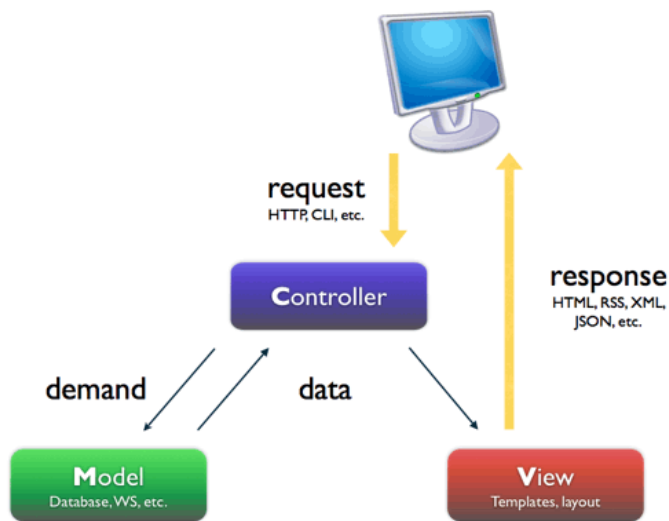 request
HTTP, CLI, etc.
Controller
response
HTML, RSS, XML,
JSON, etc.
demand
data
Model
Database, WS, etc.
View
Templates, layout